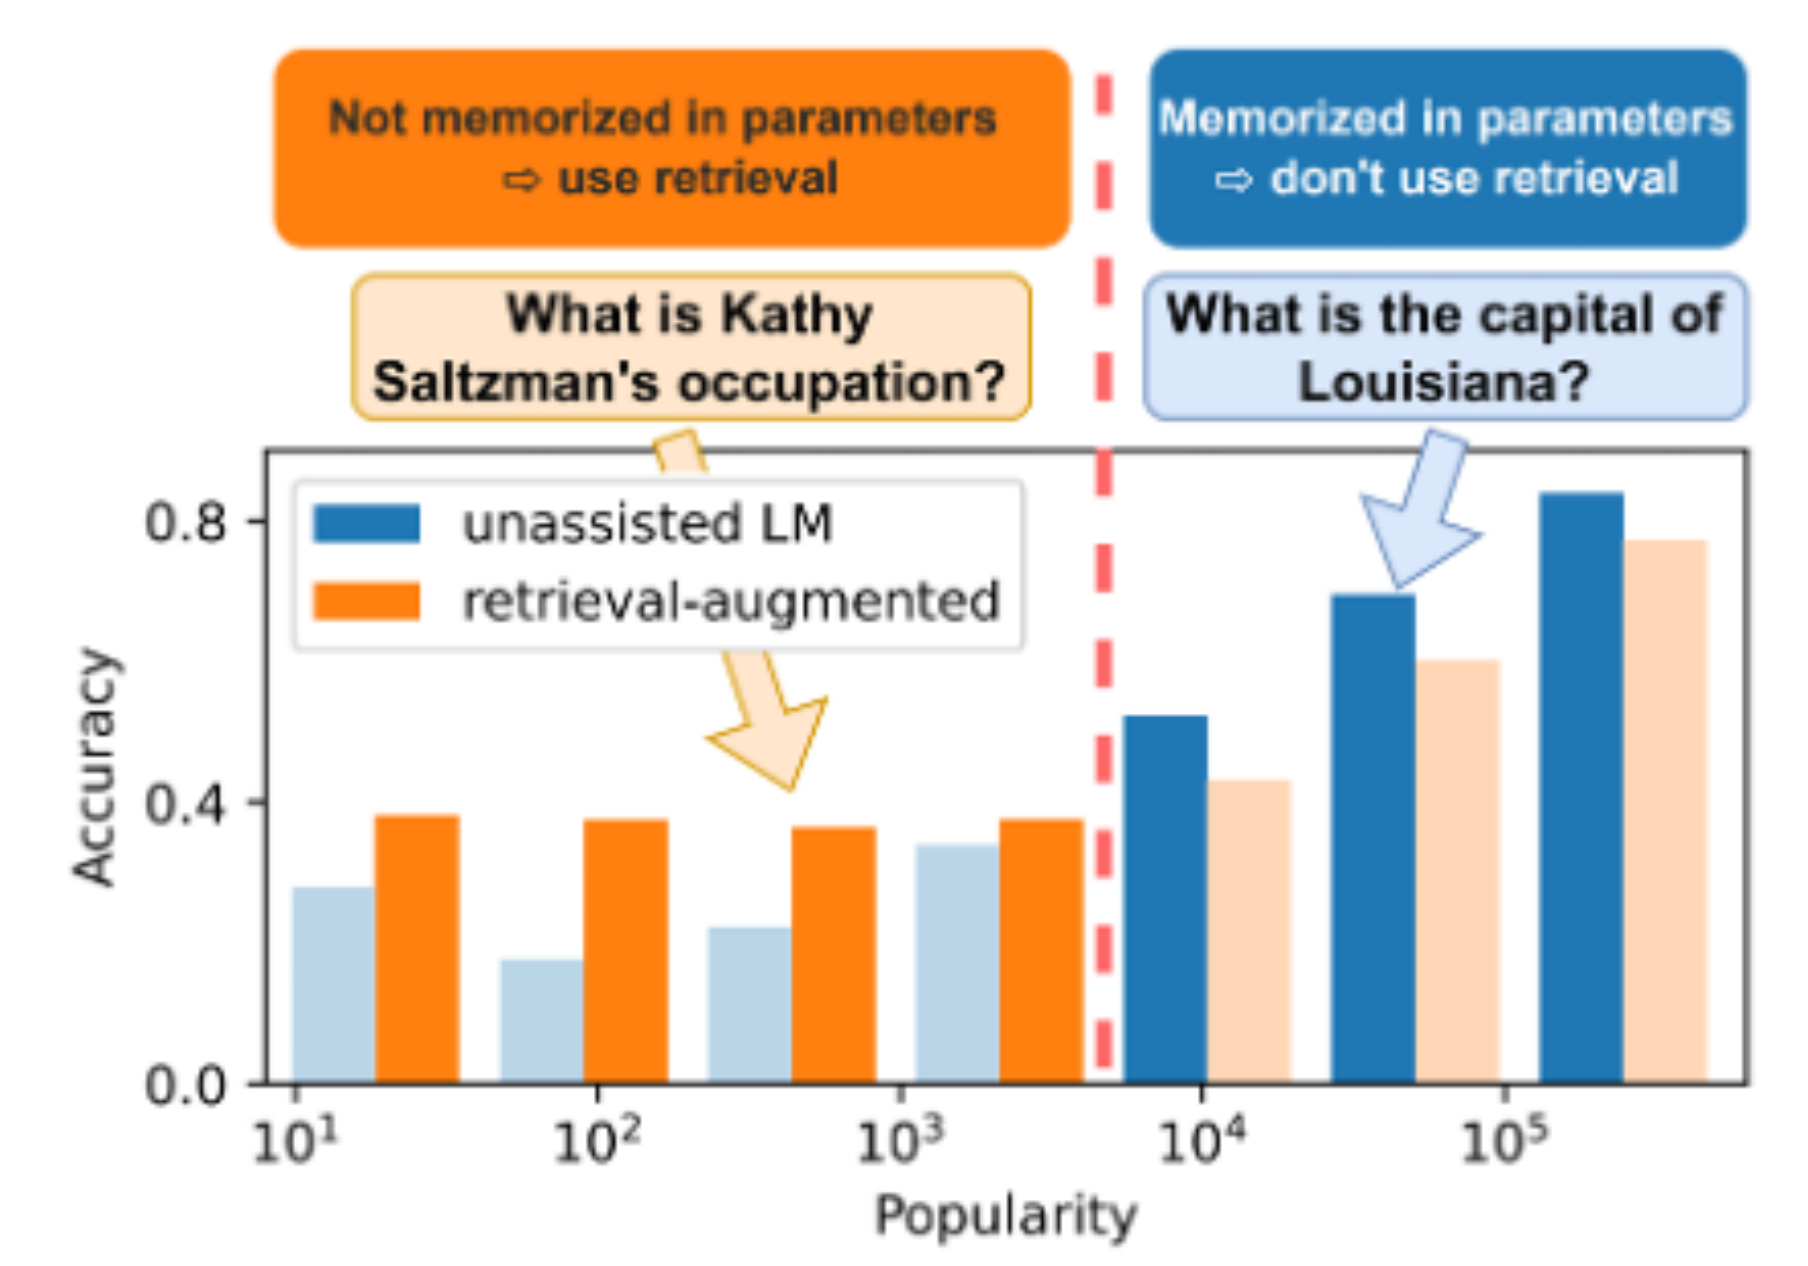 Not memorized in parameters
⇨ use retrieval
Memorized in parameters
⇨ don't use retrieval
What is Kathy
Saltzman's occupation?
What is the capital of
Louisiana?
unassisted LM
retrieval-augmented
Accuracy
0.8
0.4
0.0
10¹ 10² 10³ 10⁴ 10⁵
Popularity